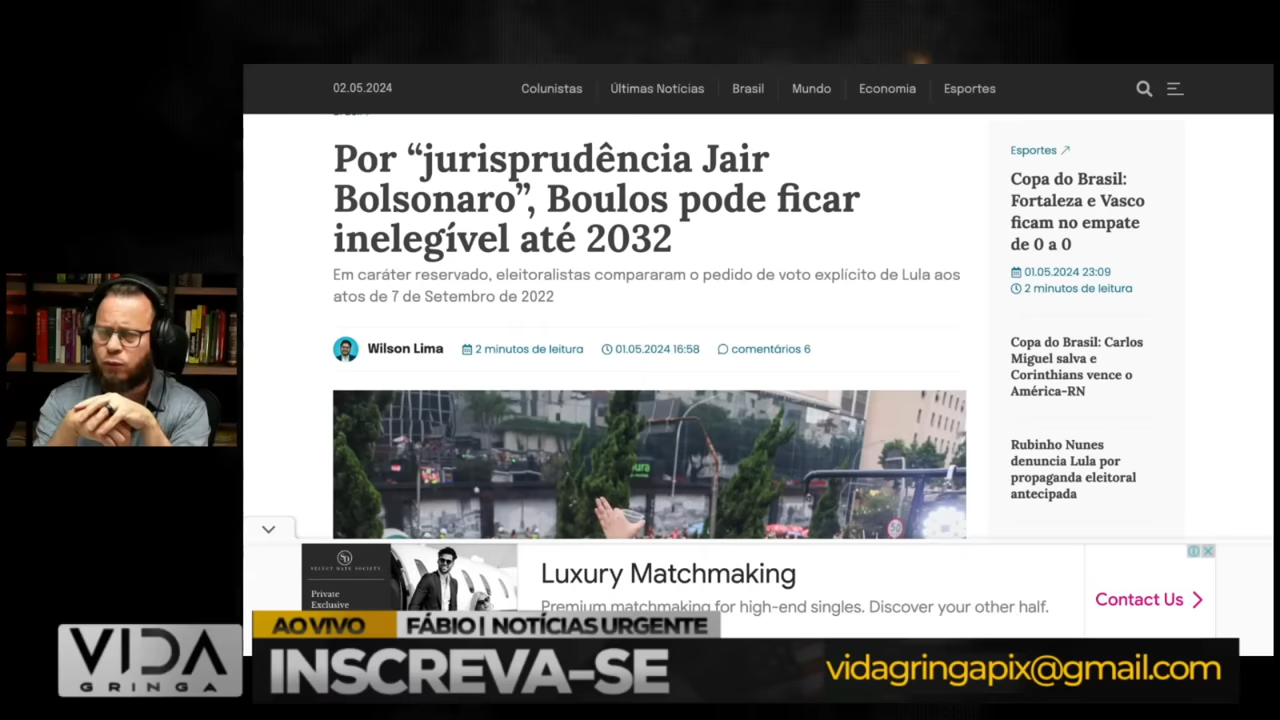 02.05.2024
Colunistas
Últimas Notícias
Brasil
Mundo
Economia
Esportes
Por “jurisprudência Jair
Bolsonaro”, Boulos pode ficar
inelegível até 2032
Em caráter reservado, eleitoralistas compararam o pedido de voto explícito de Lula aos
atos de 7 de Setembro de 2022
Wilson Lima
2 minutos de leitura
01.05.2024 16:58
comentários 6
Esportes
Copa do Brasil:
Fortaleza e Vasco
ficam no empate
de 0 a 0
01.05.2024 23:09
2 minutos de leitura
Copa do Brasil: Carlos
Miguel salva e
Corinthians vence o
América-RN
Rubinho Nunes
denuncia Lula por
propaganda eleitoral
antecipada
SELECT DATE SOCIETY
Private
Exclusive
Luxury Matchmaking
Premium matchmaking for high-end singles. Discover your other half.
Contact Us
AO VIVO
FÁBIO | NOTÍCIAS URGENTE
VIDA
GRINGA
INSCREVA-SE
vidagringapix@gmail.com